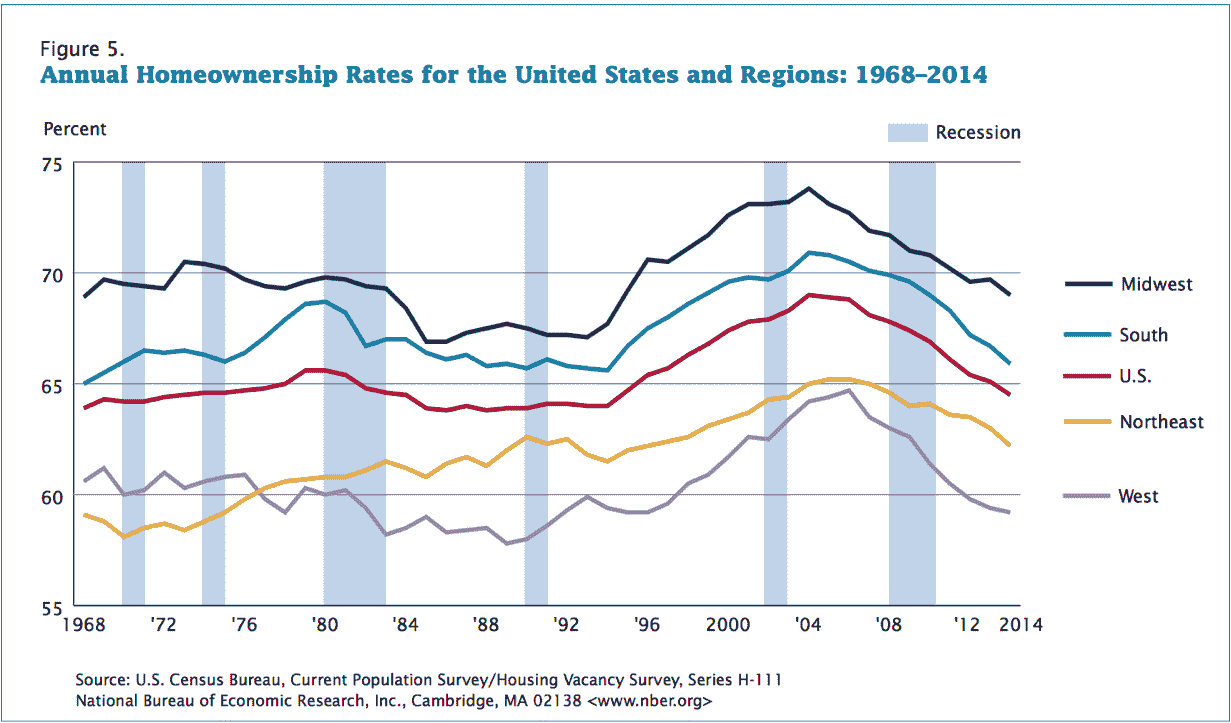 Figure 5.
Annual Homeownership Rates for the United States and Regions: 1968–2014
Percent
Recession
75
70
65
60
55
Midwest
South
U.S.
Northeast
West
1968 '72 '76 '80 '84 '88 '92 '96 2000 '04 '08 '12 2014
Source: U.S. Census Bureau, Current Population Survey/Housing Vacancy Survey, Series H-111
National Bureau of Economic Research, Inc., Cambridge, MA 02138 <www.nber.org>